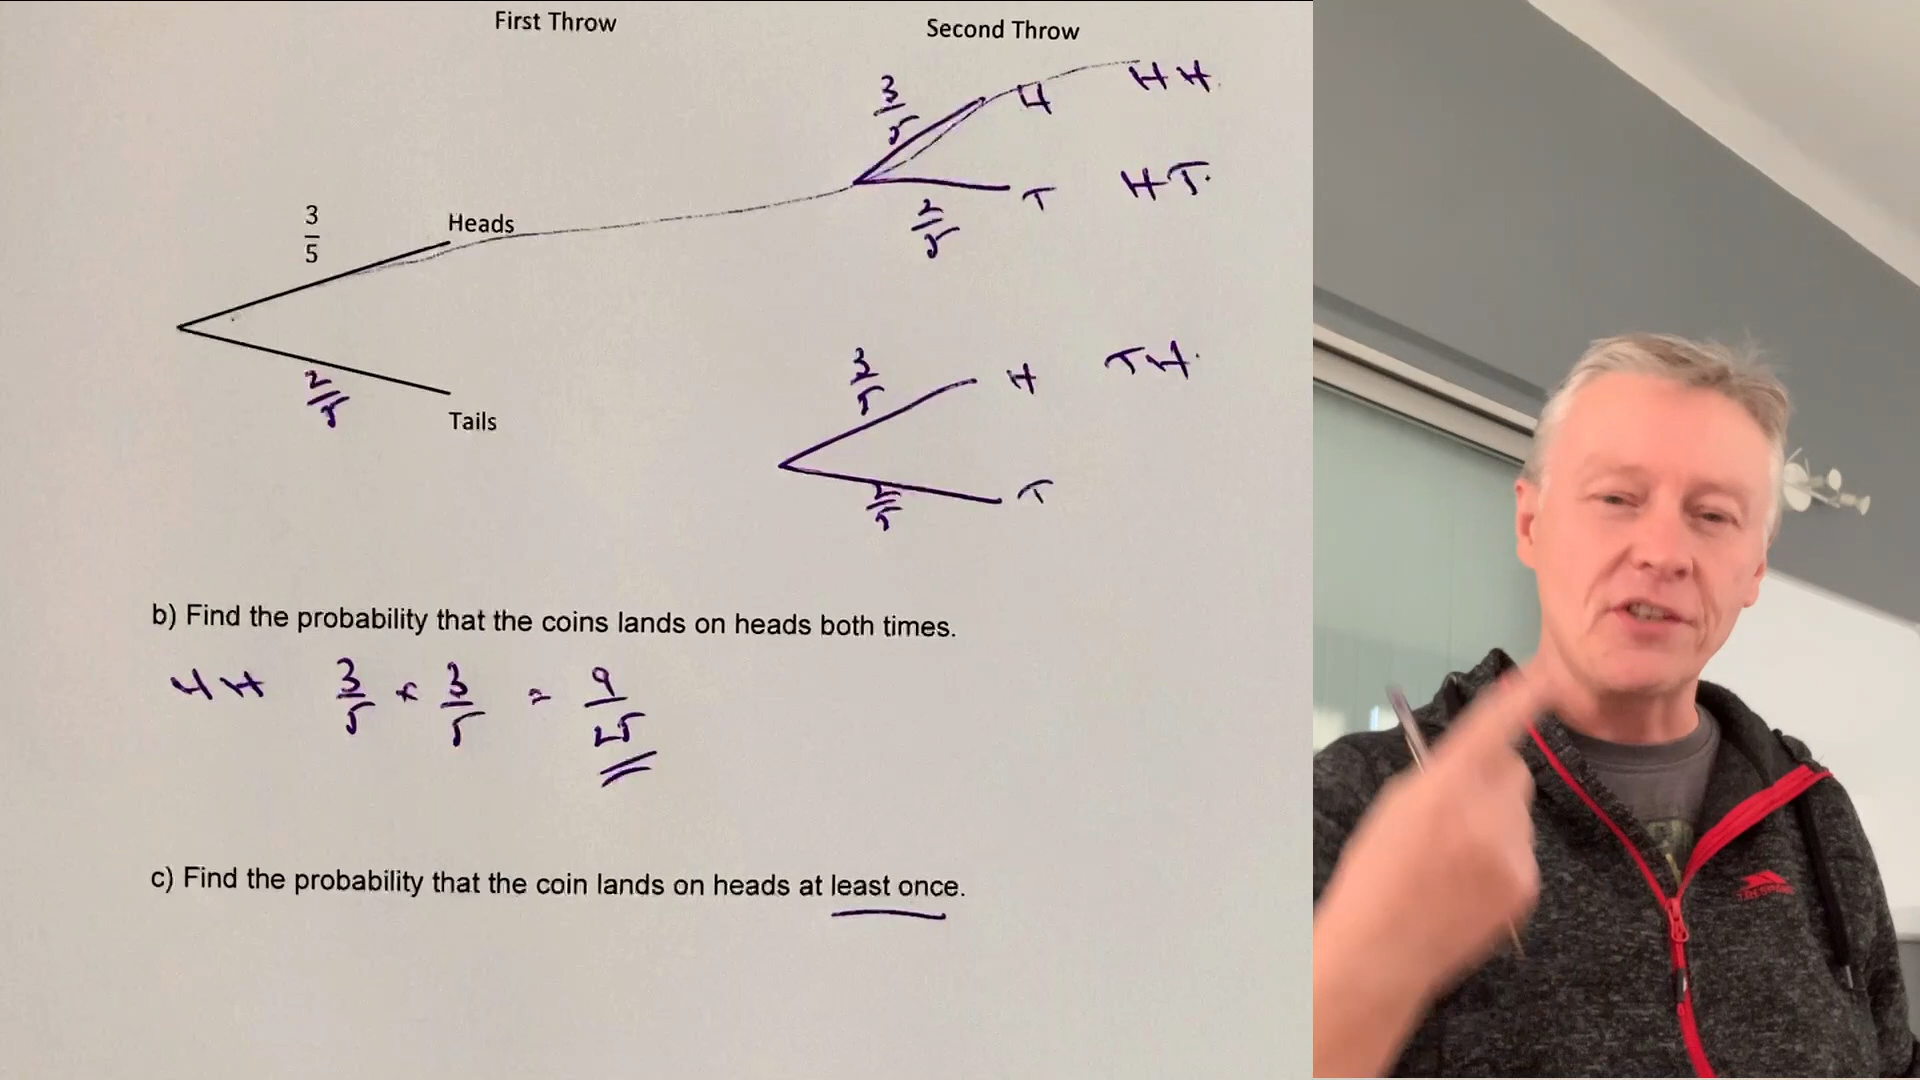 First Throw
Second Throw
3/5
H
HH
T
HT
2/5
3/5
Heads
2/5
Tails
3/5
H
TH
2/5
T
b) Find the probability that the coins lands on heads both times.
HH 3/5 × 3/5 = 9/25
c) Find the probability that the coin lands on heads at least once.
TRESPASS